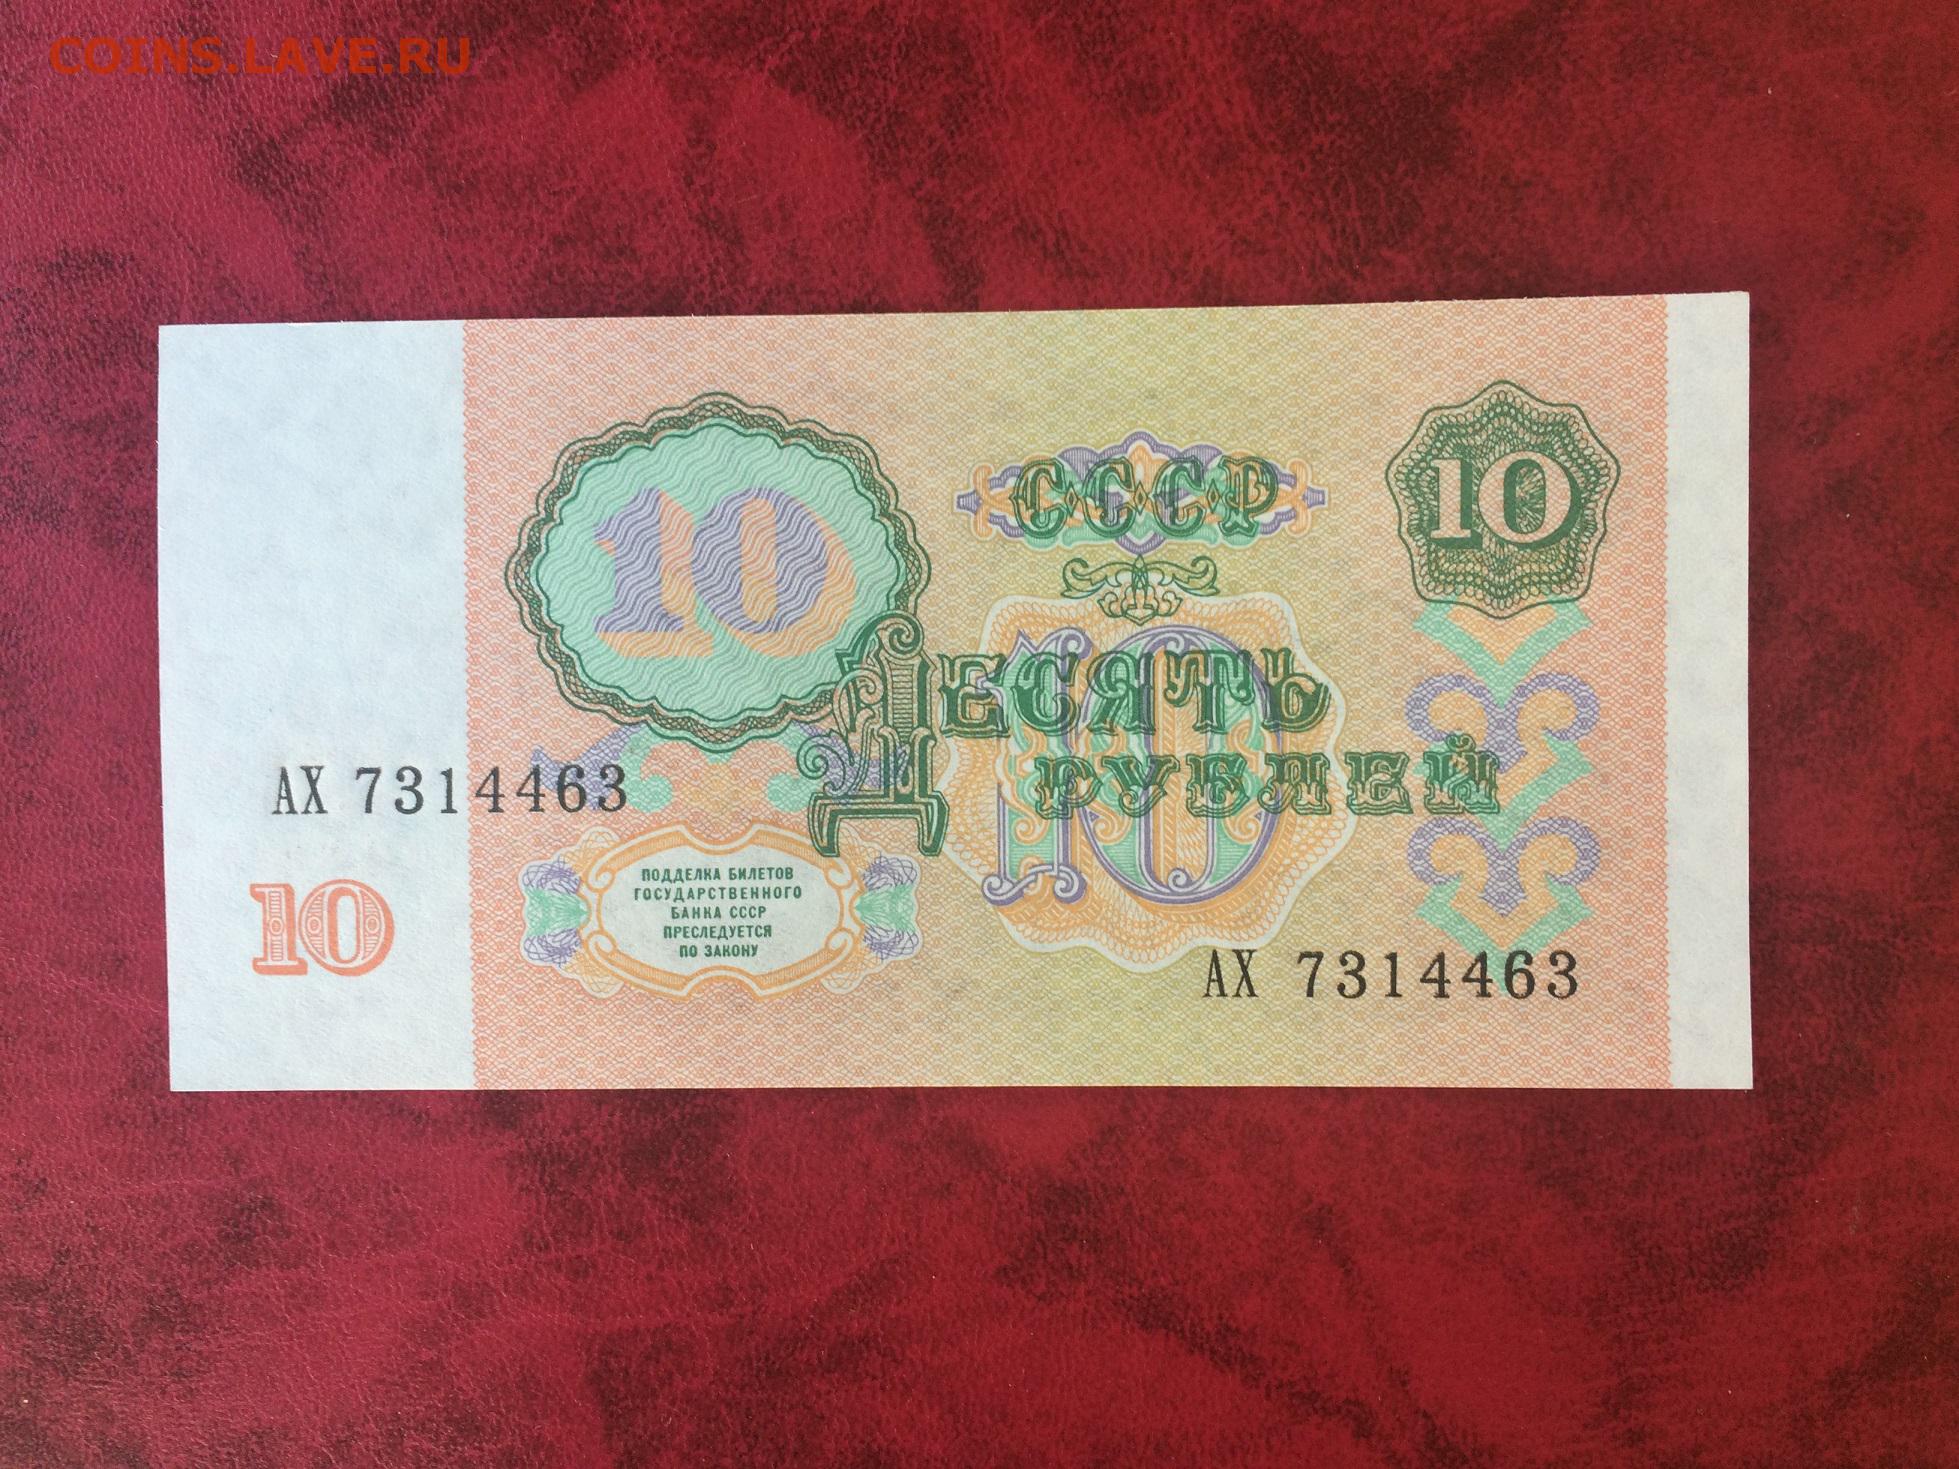 COINS.LAVE.RU
10
СССР
10
ДЕСЯТЬ
РУБЛЕЙ
10
АХ 7314463
10
ПОДДЕЛКА БИЛЕТОВ
ГОСУДАРСТВЕННОГО
БАНКА СССР
ПРЕСЛЕДУЕТСЯ
ПО ЗАКОНУ
АХ 7314463